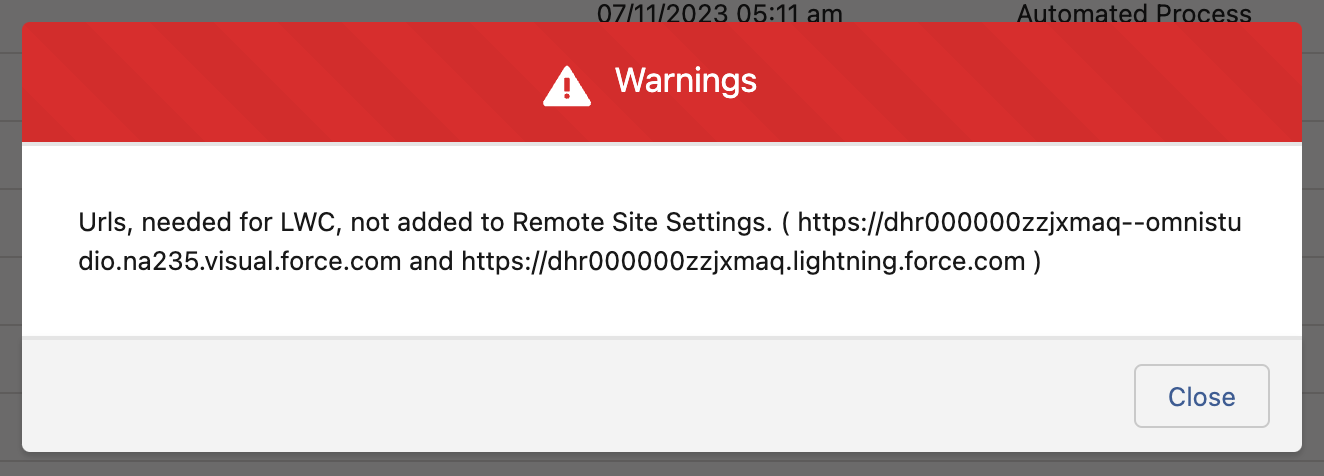 07/11/2023 05:11 am Automated Process
Warnings
Urls, needed for LWC, not added to Remote Site Settings. ( https://dhr000000zzjxmaq--omnistu
dio.na235.visual.force.com and https://dhr000000zzjxmaq.lightning.force.com )
Close